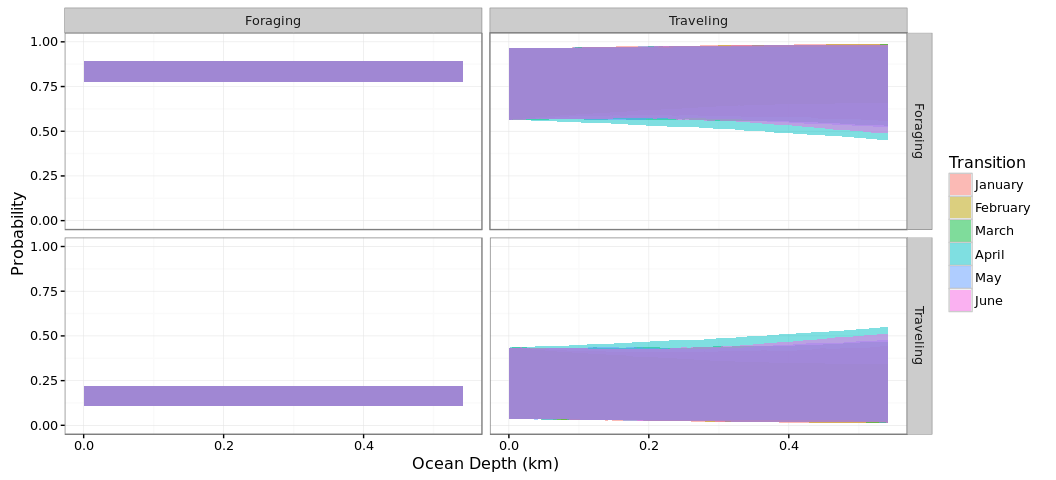 Foraging
Traveling
1.00
0.75
0.50
0.25
0.00
Foraging
1.00
0.75
0.50
0.25
0.00
Traveling
0.0
0.2
0.4
0.0
0.2
0.4
Ocean Depth (km)
Probability
Transition
January
February
March
April
May
June